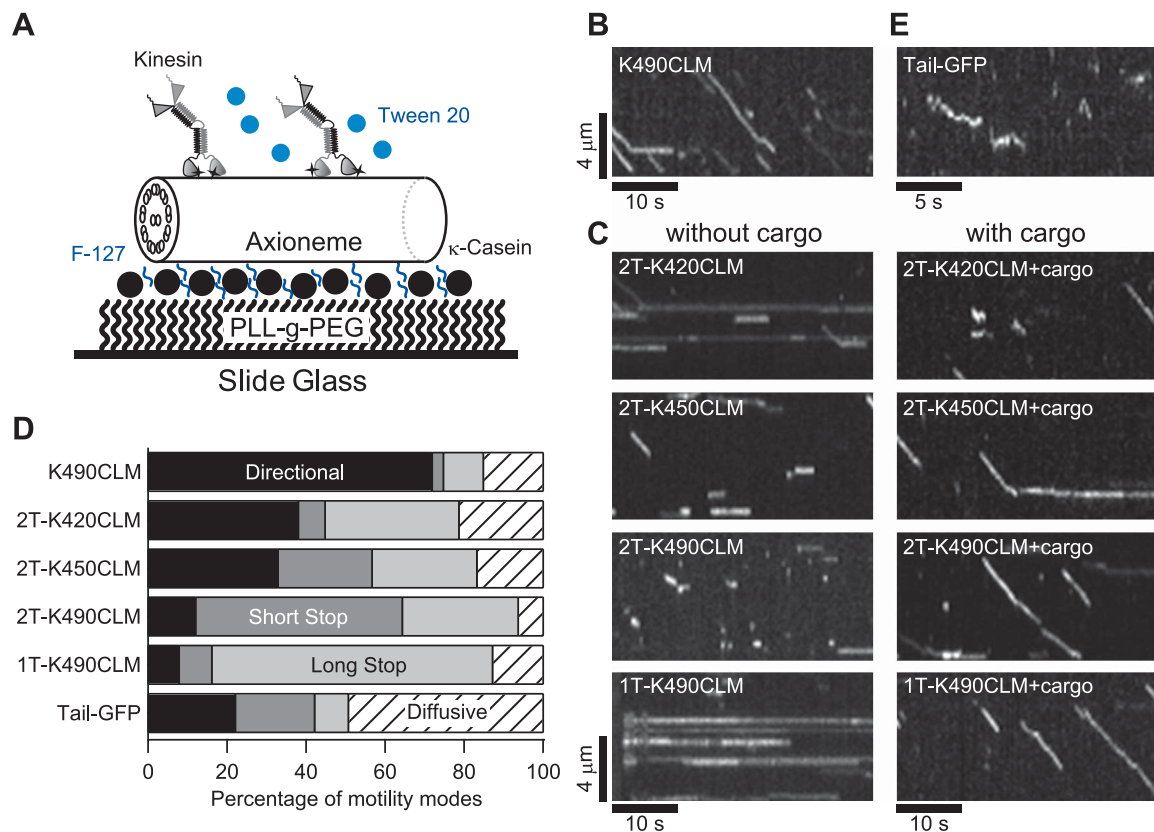 A
Kinesin
Tween 20
F-127
Axioneme
κ-Casein
PLL-g-PEG
Slide Glass
B
K490CLM
4 μm
10 s
E
Tail-GFP
5 s
C
without cargo
with cargo
2T-K420CLM
2T-K420CLM+cargo
2T-K450CLM
2T-K450CLM+cargo
2T-K490CLM
2T-K490CLM+cargo
1T-K490CLM
1T-K490CLM+cargo
4 μm
10 s
10 s
D
K490CLM
Directional
2T-K420CLM
2T-K450CLM
2T-K490CLM
Short Stop
1T-K490CLM
Long Stop
Tail-GFP
Diffusive
0 20 40 60 80 100
Percentage of motility modes